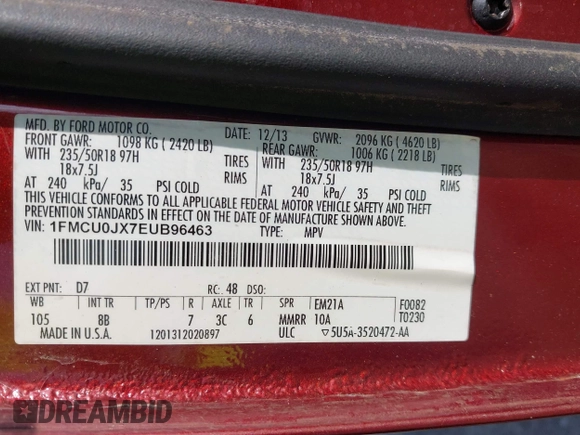 MFD. BY FORD MOTOR CO.
DATE: 12/13 GVWR: 2096 KG ( 4620 LB)
FRONT GAWR: 1098 KG ( 2420 LB) REAR GAWR: 1006 KG ( 2218 LB)
WITH 235/50R18 97H TIRES WITH 235/50R18 97H TIRES
18x7.5J RIMS 18x7.5J RIMS
AT 240 kPa/ 35 PSI COLD AT 240 kPa/ 35 PSI COLD
THIS VEHICLE CONFORMS TO ALL APPLICABLE FEDERAL MOTOR VEHICLE SAFETY AND THEFT
PREVENTION STANDARDS IN EFFECT ON THE DATE OF MANUFACTURE SHOWN ABOVE.
VIN: 1FMCU0JX7EUB96463 TYPE: MPV
EXT PNT: D7 RC: 48 DSO:
WB INT TR TP/PS R AXLE TR SPR EM21A F0082
105 8B 7 3C 6 MMRR 10A T0230
MADE IN U.S.A. 1201312020897 ULC ▽5U5A-3520472-AA
DREAMBID